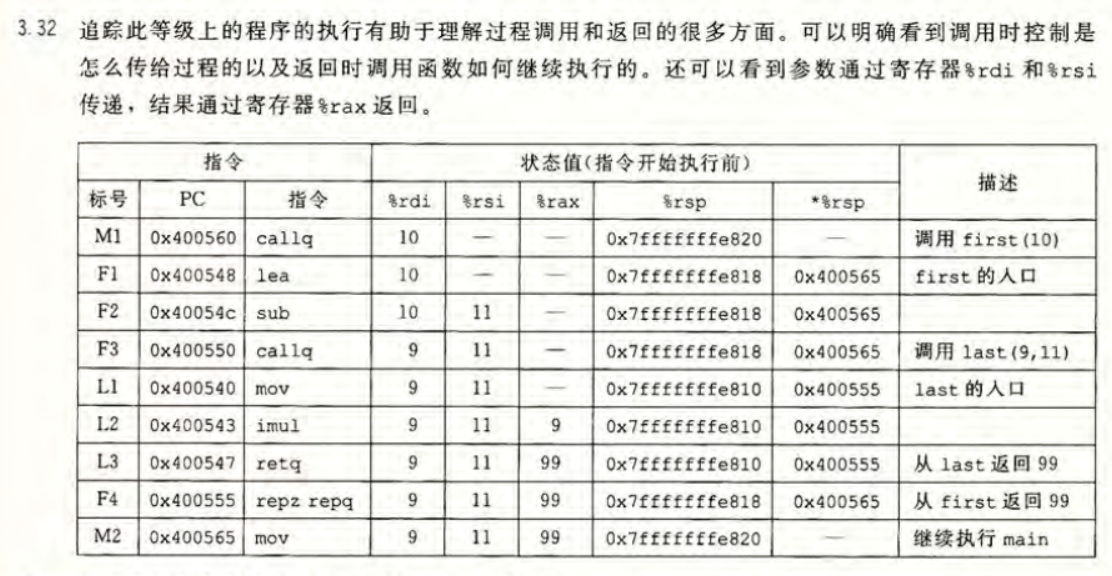 3.32 追踪此等级上的程序的执行有助于理解过程调用和返回的很多方面。可以明确看到调用时控制是
怎么传给过程的以及返回时调用函数如何继续执行的。还可以看到参数通过寄存器%rdi 和%rsi
传递，结果通过寄存器%rax 返回。
指令 状态值(指令开始执行前) 描述
标号 PC 指令 %rdi %rsi %rax %rsp *%rsp
M1 0x400560 callq 10 — — 0x7fffffffe820 — 调用 first(10)
F1 0x400548 lea 10 — — 0x7fffffffe818 0x400565 first 的入口
F2 0x40054c sub 10 11 — 0x7fffffffe818 0x400565
F3 0x400550 callq 9 11 — 0x7fffffffe818 0x400565 调用 last(9,11)
L1 0x400540 mov 9 11 — 0x7fffffffe810 0x400555 last 的入口
L2 0x400543 imul 9 11 9 0x7fffffffe810 0x400555
L3 0x400547 retq 9 11 99 0x7fffffffe810 0x400555 从 last 返回 99
F4 0x400555 repz repq 9 11 99 0x7fffffffe818 0x400565 从 first 返回 99
M2 0x400565 mov 9 11 99 0x7fffffffe820 — 继续执行 main